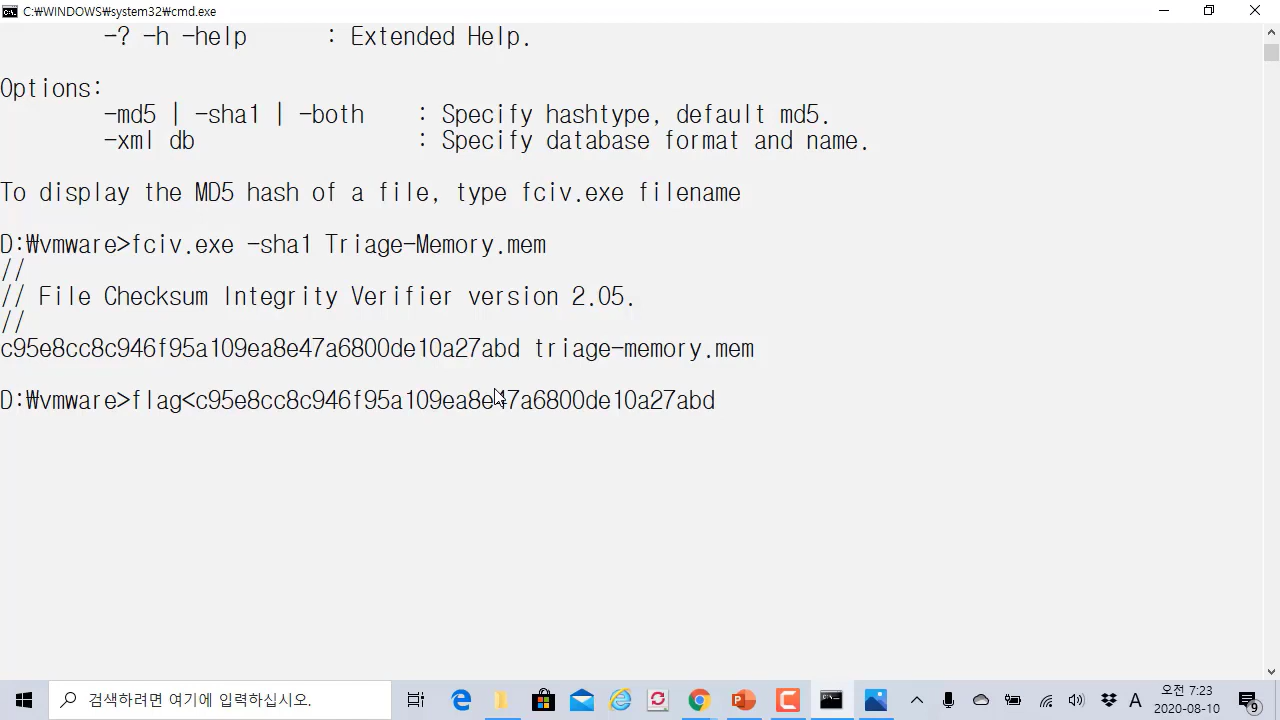 C:\WINDOWS\system32\cmd.exe
-? -h -help : Extended Help.
Options:
-md5 | -sha1 | -both : Specify hashtype, default md5.
-xml db : Specify database format and name.
To display the MD5 hash of a file, type fciv.exe filename
D:₩vmware>fciv.exe -sha1 Triage-Memory.mem
//
// File Checksum Integrity Verifier version 2.05.
//
c95e8cc8c946f95a109ea8e47a6800de10a27abd triage-memory.mem
D:₩vmware>flag<c95e8cc8c946f95a109ea8e47a6800de10a27abd
검색하려면 여기에 입력하십시오.
A
오전 7:23
2020-08-10
9